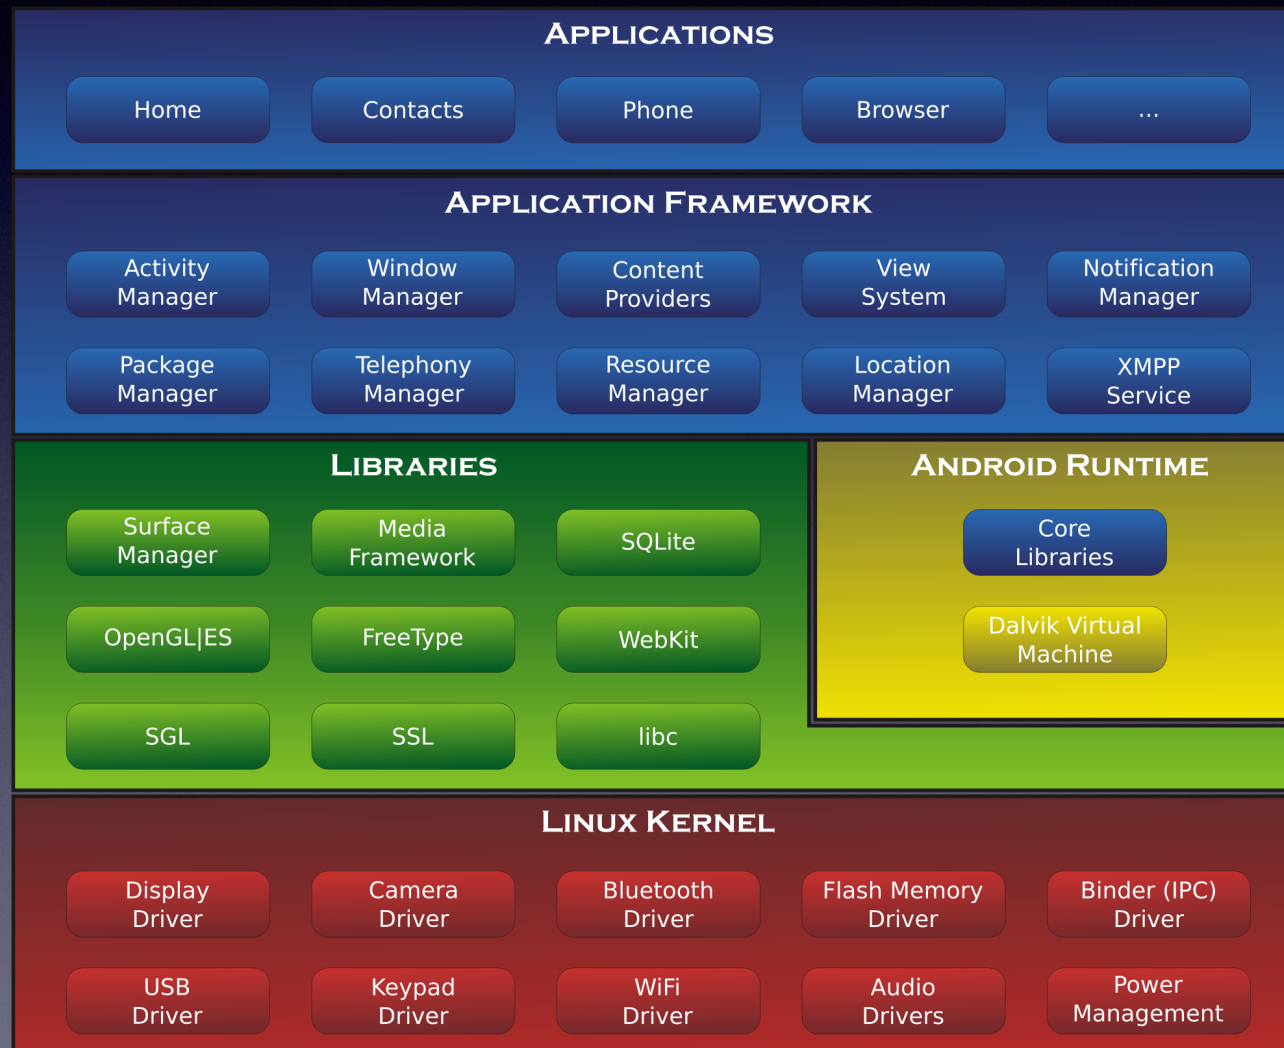 APPLICATIONS
Home
Contacts
Phone
Browser
...
APPLICATION FRAMEWORK
Activity
Manager
Window
Manager
Content
Providers
View
System
Notification
Manager
Package
Manager
Telephony
Manager
Resource
Manager
Location
Manager
XMPP
Service
LIBRARIES
Surface
Manager
Media
Framework
SQLite
OpenGL|ES
FreeType
WebKit
SGL
SSL
libc
ANDROID RUNTIME
Core
Libraries
Dalvik Virtual
Machine
LINUX KERNEL
Display
Driver
Camera
Driver
Bluetooth
Driver
Flash Memory
Driver
Binder (IPC)
Driver
USB
Driver
Keypad
Driver
WiFi
Driver
Audio
Drivers
Power
Management